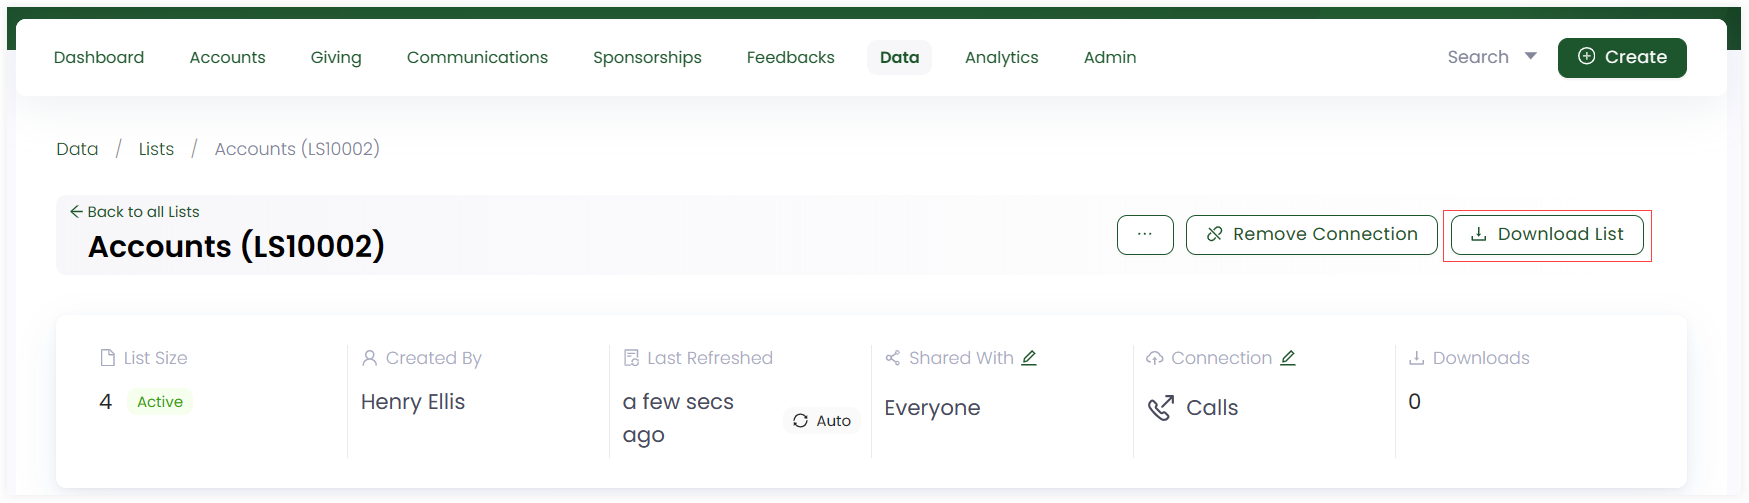 Dashboard Accounts Giving Communications Sponsorships Feedbacks Data Analytics Admin Search Create
Data / Lists / Accounts (LS10002)
Back to all Lists
Accounts (LS10002)
... Remove Connection Download List
List Size Created By Last Refreshed Shared With Connection Downloads
4 Active Henry Ellis a few secs ago Auto Everyone Calls 0